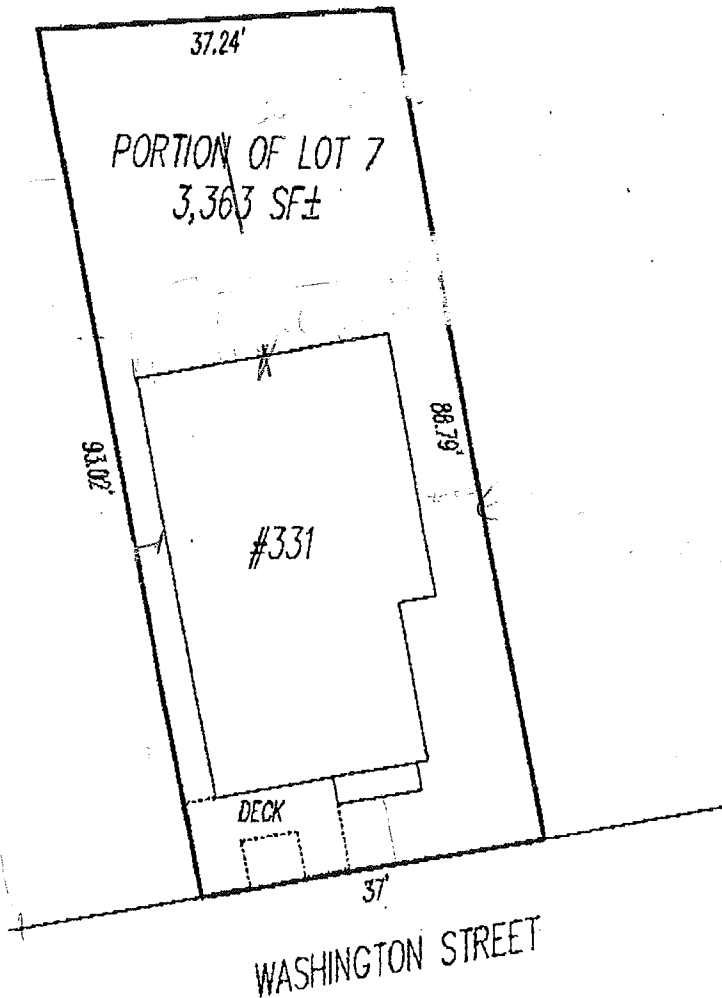 37.24'
PORTION OF LOT 7
3,363 SF±
93.02'
88.79'
#331
DECK
37'
WASHINGTON STREET